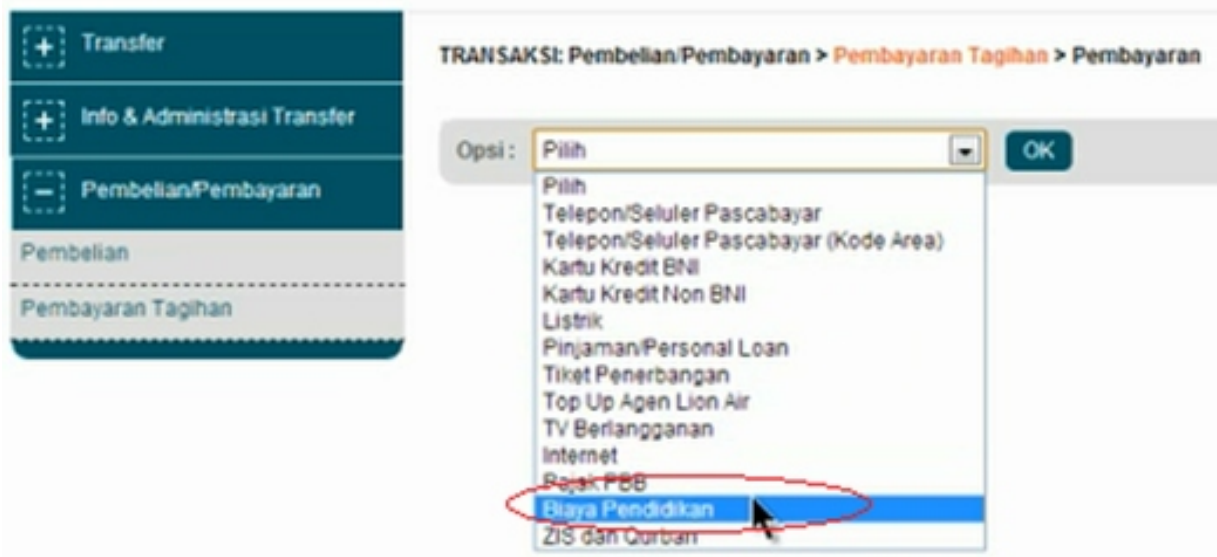 Transfer
Info & Administrasi Transfer
Pembelian/Pembayaran
Pembelian
Pembayaran Tagihan
TRANSAKSI: Pembelian/Pembayaran > Pembayaran Tagihan > Pembayaran
Opsi : Pilih OK
Pilih
Telepon/Seluler Pascabayar
Telepon/Seluler Pascabayar (Kode Area)
Kartu Kredit BNI
Kartu Kredit Non BNI
Listrik
Pinjaman/Personal Loan
Tiket Penerbangan
Top Up Agen Lion Air
TV Berlangganan
Internet
Pajak PBB
Biaya Pendidikan
ZIS dan Qurban